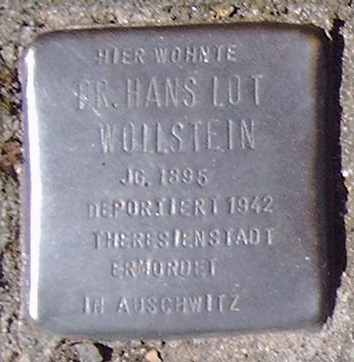 HIER WOHNTE
DR. HANS LOT
WOLLSTEIN
JG. 1895
DEPORTIERT 1942
THERESIENSTADT
ERMORDET
IN AUSCHWITZ